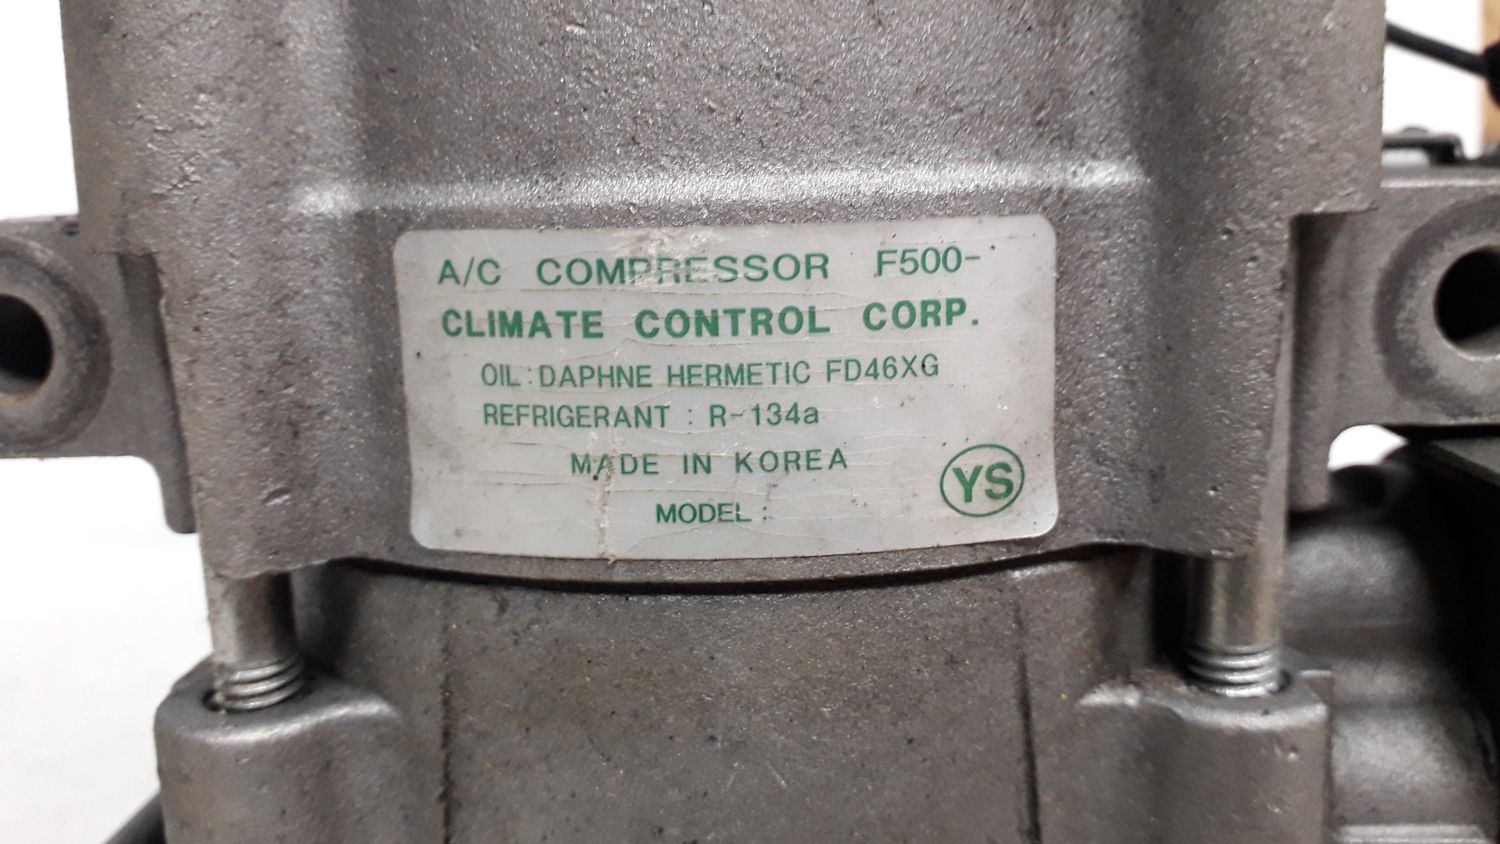 A/C COMPRESSOR F500-
CLIMATE CONTROL CORP.
OIL : DAPHNE HERMETIC FD46XG
REFRIGERANT : R-134a
MADE IN KOREA
YS
MODEL :